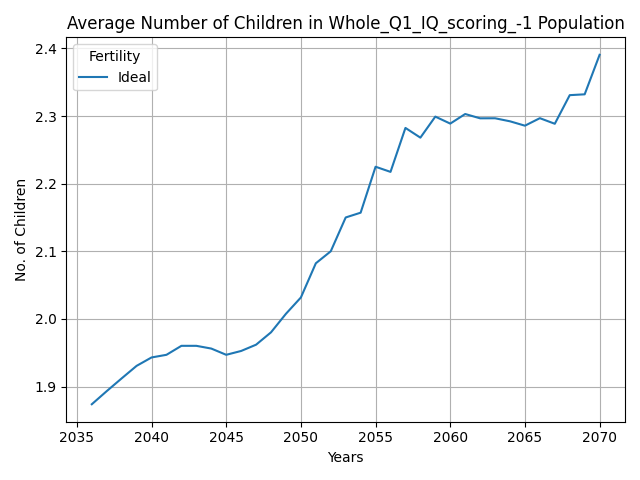 Average Number of Children in Whole_Q1_IQ_scoring_-1 Population
Fertility
Ideal
No. of Children
2.4
2.3
2.2
2.1
2.0
1.9
2035 2040 2045 2050 2055 2060 2065 2070
Years